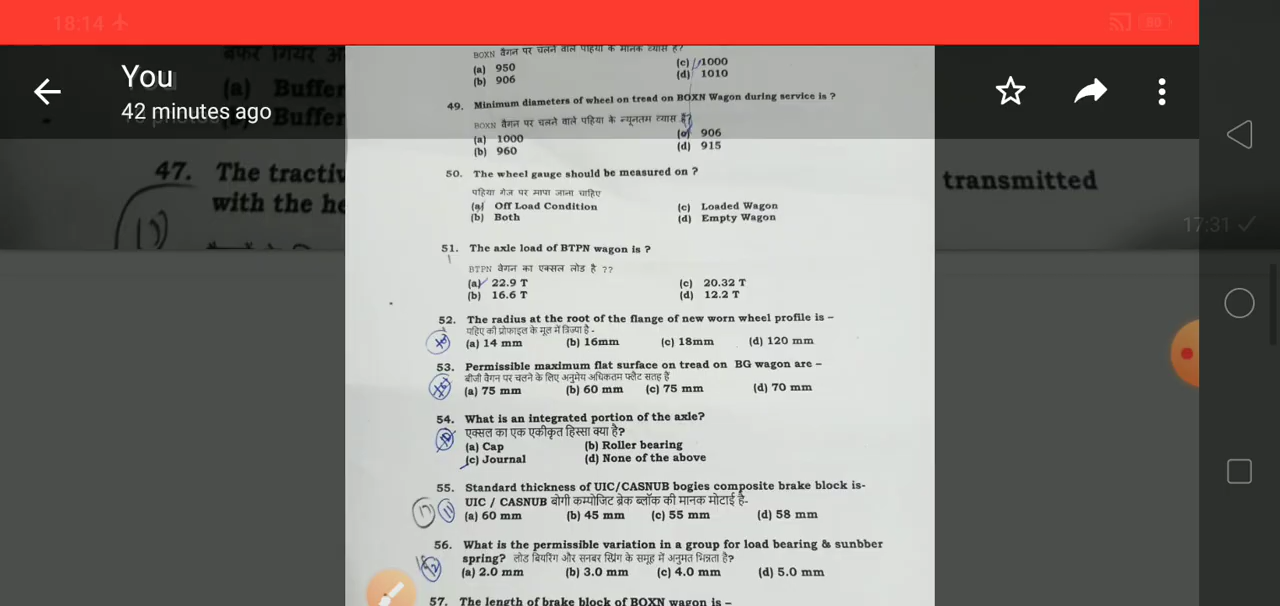 18:14
80
You
42 minutes ago
बफर गियर अ
(a) Buffer
Buffer
47. The tractiv
with the he
transmitted
17:31
BOXN वैगन पर चलने वाले पहिया के मानक व्यास है?
(a) 950
(c) 1000
(b) 906
(d) 1010
49. Minimum diameters of wheel on tread on BOXN Wagon during service is ?
BOXN वैगन पर चलने वाले पहिया के न्यूनतम व्यास है?
(a) 1000
(c) 906
(b) 960
(d) 915
50. The wheel gauge should be measured on ?
पहिया गेज पर मापा जाना चाहिए
(a) Off Load Condition
(c) Loaded Wagon
(b) Both
(d) Empty Wagon
51. The axle load of BTPN wagon is ?
BTPN वैगन का एक्सल लोड है ??
(a) 22.9 T
(c) 20.32 T
(b) 16.6 T
(d) 12.2 T
52. The radius at the root of the flange of new worn wheel profile is –
पहिए की प्रोफाइल के मूल में त्रिज्या है -
(a) 14 mm (b) 16mm (c) 18mm (d) 120 mm
53. Permissible maximum flat surface on tread on BG wagon are –
बीजी वैगन पर चलने के लिए अनुमेय अधिकतम फ्लैट सतह हैं
(a) 75 mm (b) 60 mm (c) 75 mm (d) 70 mm
54. What is an integrated portion of the axle?
एक्सल का एक एकीकृत हिस्सा क्या है?
(a) Cap (b) Roller bearing
(c) Journal (d) None of the above
55. Standard thickness of UIC/CASNUB bogies composite brake block is-
UIC / CASNUB बोगी कम्पोजिट ब्रेक ब्लॉक की मानक मोटाई है-
(a) 60 mm (b) 45 mm (c) 55 mm (d) 58 mm
56. What is the permissible variation in a group for load bearing & sunbber
spring? लोड बियरिंग और सनबर स्प्रिंग के समूह में अनुमत भिन्नता है?
(a) 2.0 mm (b) 3.0 mm (c) 4.0 mm (d) 5.0 mm
57. The length of brake block of BOXN wagon is –